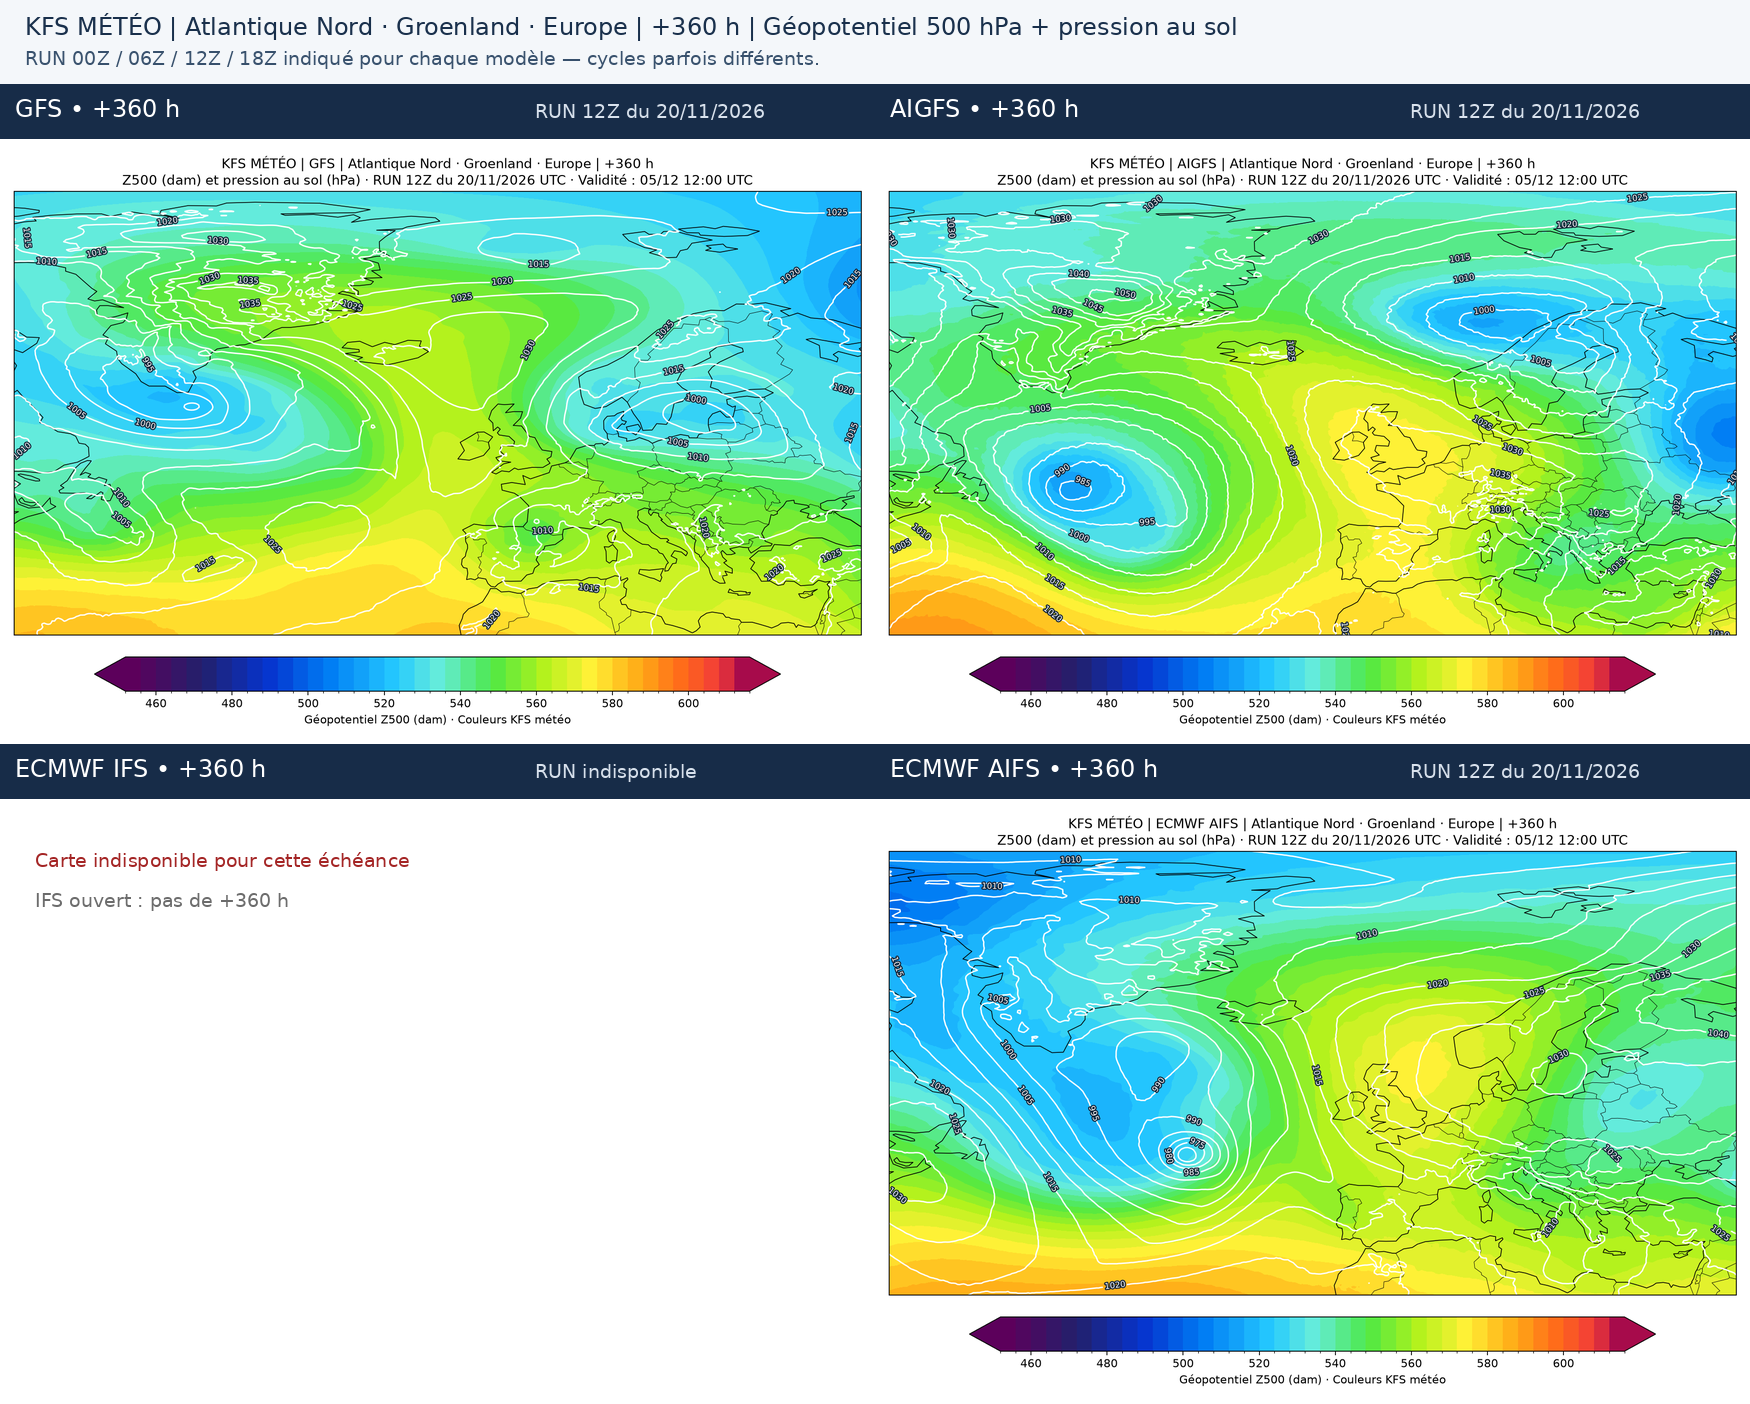 KFS MÉTÉO | Atlantique Nord · Groenland · Europe | +360 h | Géopotentiel 500 hPa + pression au sol
RUN 00Z / 06Z / 12Z / 18Z indiqué pour chaque modèle — cycles parfois différents.
GFS • +360 h
RUN 12Z du 20/11/2026
KFS MÉTÉO | GFS | Atlantique Nord · Groenland · Europe | +360 h
Z500 (dam) et pression au sol (hPa) · RUN 12Z du 20/11/2026 UTC · Validité : 05/12 12:00 UTC
460 480 500 520 540 560 580 600
Géopotentiel Z500 (dam) · Couleurs KFS météo
AIGFS • +360 h
RUN 12Z du 20/11/2026
KFS MÉTÉO | AIGFS | Atlantique Nord · Groenland · Europe | +360 h
Z500 (dam) et pression au sol (hPa) · RUN 12Z du 20/11/2026 UTC · Validité : 05/12 12:00 UTC
460 480 500 520 540 560 580 600
Géopotentiel Z500 (dam) · Couleurs KFS météo
ECMWF IFS • +360 h
RUN indisponible
Carte indisponible pour cette échéance
IFS ouvert : pas de +360 h
ECMWF AIFS • +360 h
RUN 12Z du 20/11/2026
KFS MÉTÉO | ECMWF AIFS | Atlantique Nord · Groenland · Europe | +360 h
Z500 (dam) et pression au sol (hPa) · RUN 12Z du 20/11/2026 UTC · Validité : 05/12 12:00 UTC
460 480 500 520 540 560 580 600
Géopotentiel Z500 (dam) · Couleurs KFS météo